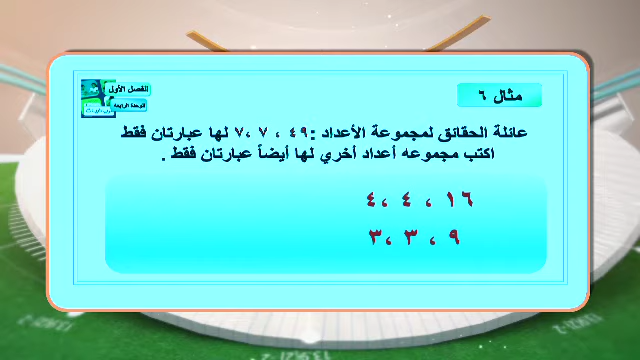 الفصل الأول
الوحدة الرابعة
مثال ٦
عائلة الحقائق لمجموعة الأعداد :٤٩ ، ٧ ،٧ لها عبارتان فقط
اكتب مجموعه أعداد أخري لها أيضاً عبارتان فقط .
١٦ ، ٤ ،٤
٩ ، ٣ ،٣